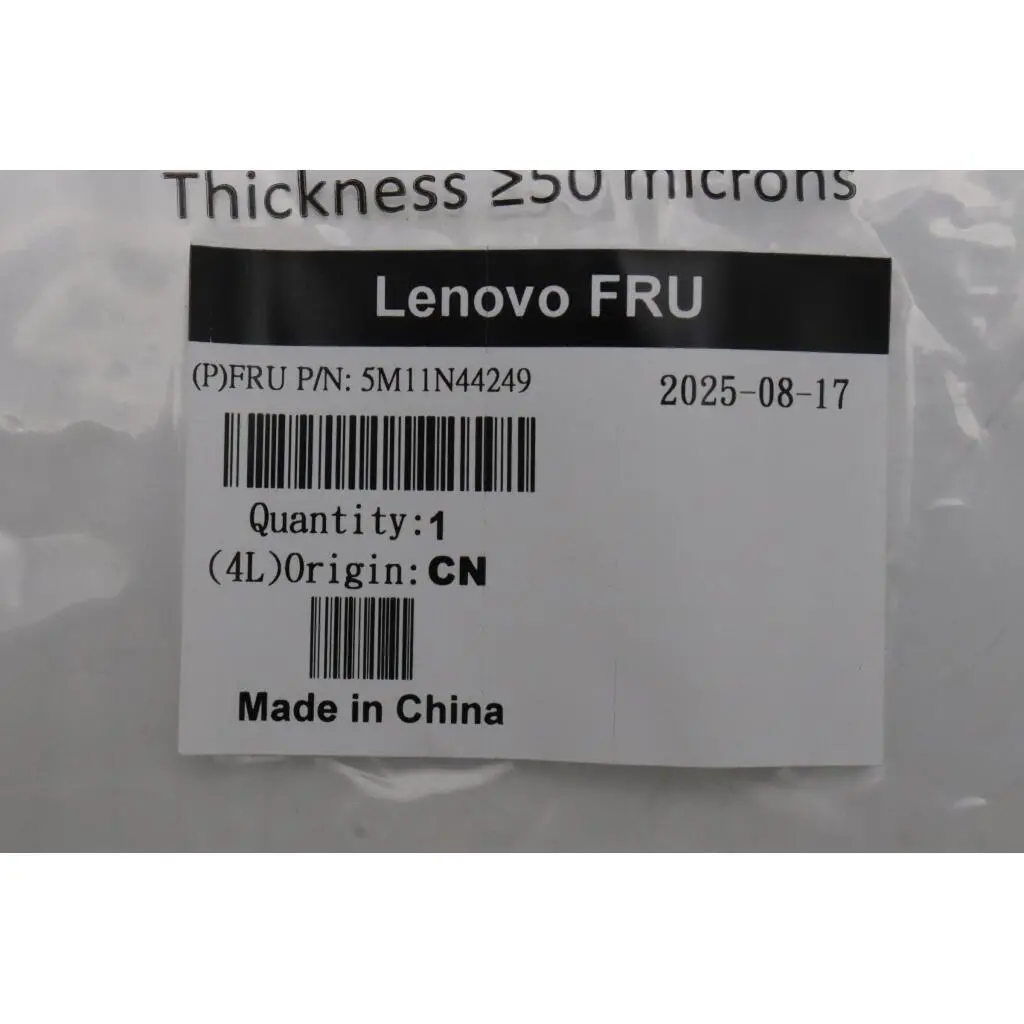 Thickness ≥50 microns
Lenovo FRU
(P)FRU P/N: 5M11N44249
2025-08-17
Quantity:1
(4L)Origin:CN
Made in China